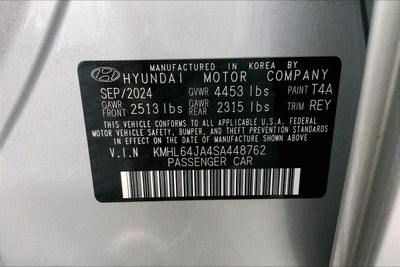 MANUFACTURED IN KOREA BY
HYUNDAI MOTOR COMPANY
SEP/2024 GVWR 4453 lbs PAINT T4A
GAWR FRONT 2513 lbs GAWR REAR 2315 lbs TRIM REY
THIS VEHICLE CONFORMS TO ALL APPLICABLE U.S.A. FEDERAL
MOTOR VEHICLE SAFETY, BUMPER, AND THEFT PREVENTION STANDARDS
IN EFFECT ON THE DATE OF MANUFACTURE SHOWN ABOVE.
V.I.N KMHL64JA4SA448762
PASSENGER CAR